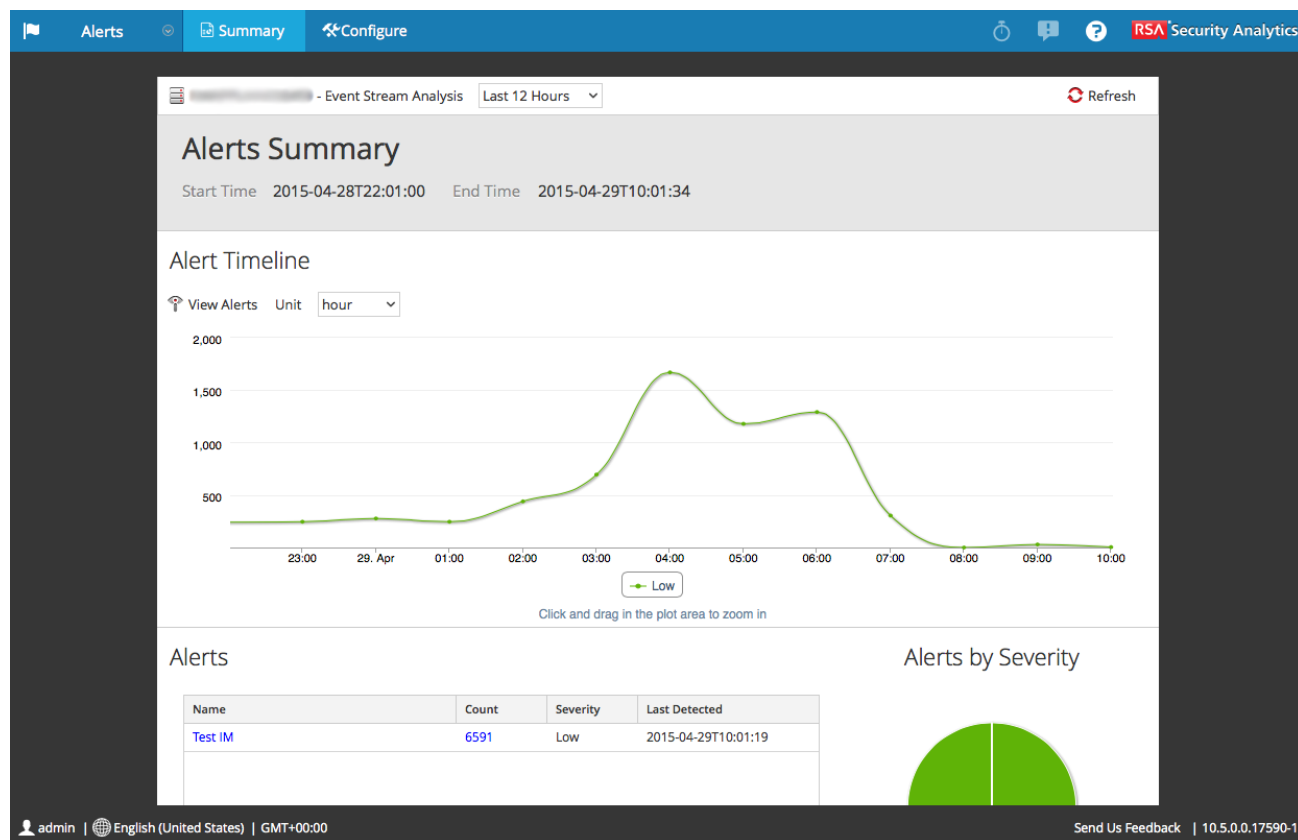 Alerts Summary Configure RSA Security Analytics
- Event Stream Analysis Last 12 Hours Refresh
Alerts Summary
Start Time 2015-04-28T22:01:00 End Time 2015-04-29T10:01:34
Alert Timeline
View Alerts Unit hour
2,000
1,500
1,000
500
23:00 29. Apr 01:00 02:00 03:00 04:00 05:00 06:00 07:00 08:00 09:00 10:00
Low
Click and drag in the plot area to zoom in
Alerts Alerts by Severity
Name Count Severity Last Detected
Test IM 6591 Low 2015-04-29T10:01:19
admin | English (United States) | GMT+00:00 Send Us Feedback | 10.5.0.0.17590-1